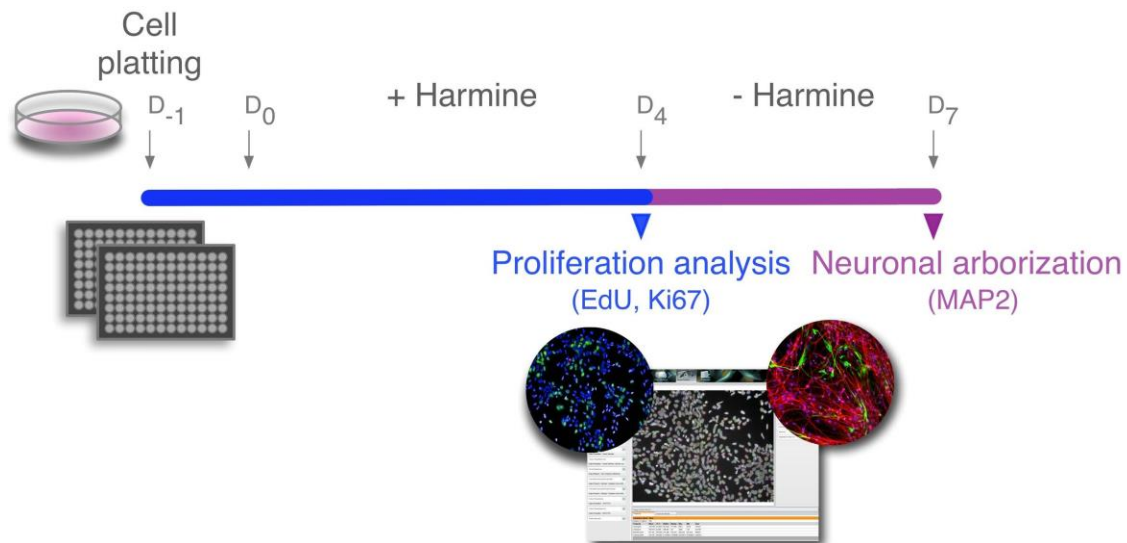 Cell
platting
D-1
D0
+ Harmine
D4
- Harmine
D7
Proliferation analysis
(EdU, Ki67)
Neuronal arborization
(MAP2)